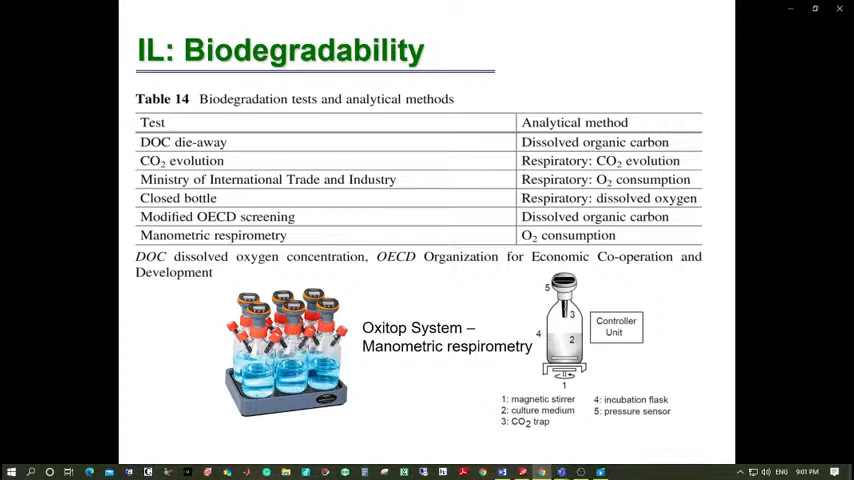 IL: Biodegradability
Table 14 Biodegradation tests and analytical methods
Test Analytical method
DOC die-away Dissolved organic carbon
CO2 evolution Respiratory: CO2 evolution
Ministry of International Trade and Industry Respiratory: O2 consumption
Closed bottle Respiratory: dissolved oxygen
Modified OECD screening Dissolved organic carbon
Manometric respirometry O2 consumption
DOC dissolved oxygen concentration, OECD Organization for Economic Co-operation and
Development
Oxitop System –
Manometric respirometry
5
3
4
2
1
Controller
Unit
1: magnetic stirrer 4: incubation flask
2: culture medium 5: pressure sensor
3: CO2 trap
ENG 9:01 PM